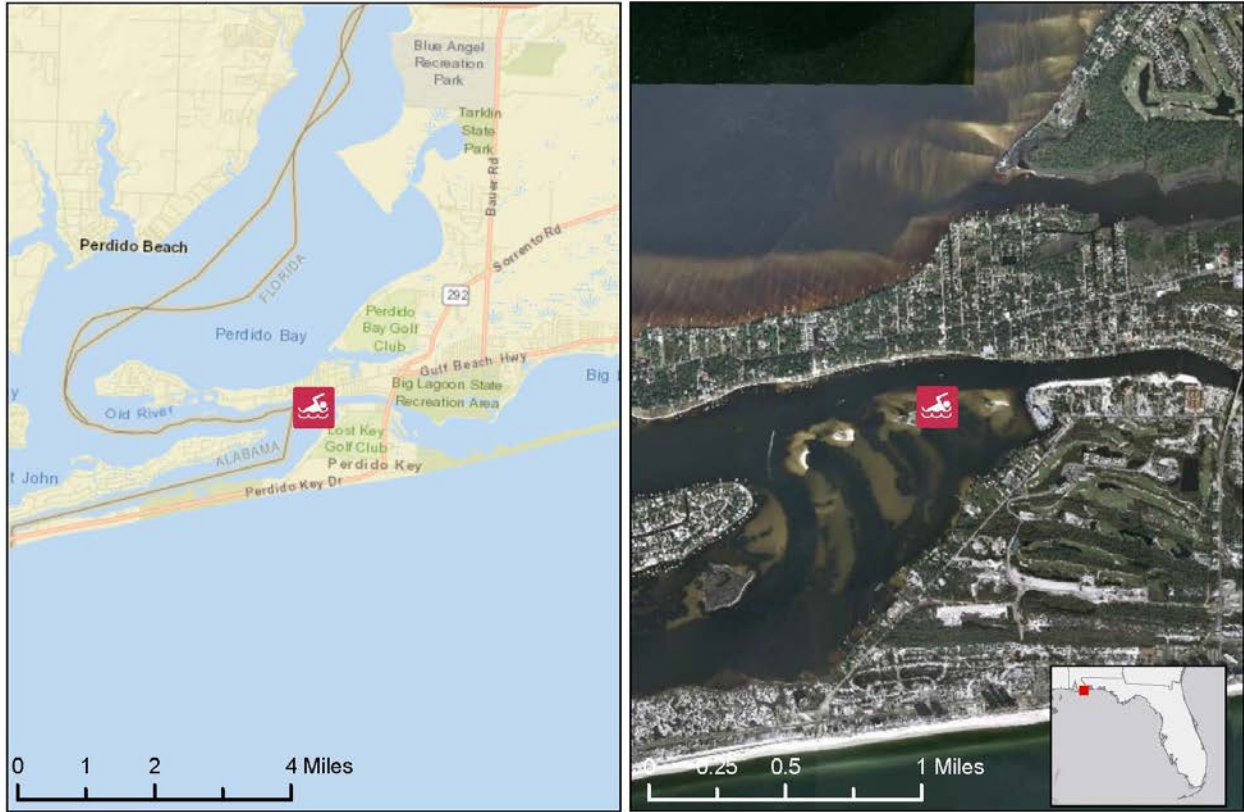 Blue Angel
Recreation
Park
Tarklin
State
Park
Bauer Rd
Sorrento Rd
Perdido Beach
FLORIDA
292
Perdido
Bay Golf
Club
Perdido Bay
Gulf Beach Hwy
Big Lagoon State
Recreation Area
Big
Old River
Lost Key
Golf Club
ALABAMA
Perdido Key
t John
Perdido Key Dr
y
0 1 2 4 Miles
0 0.25 0.5 1 Miles